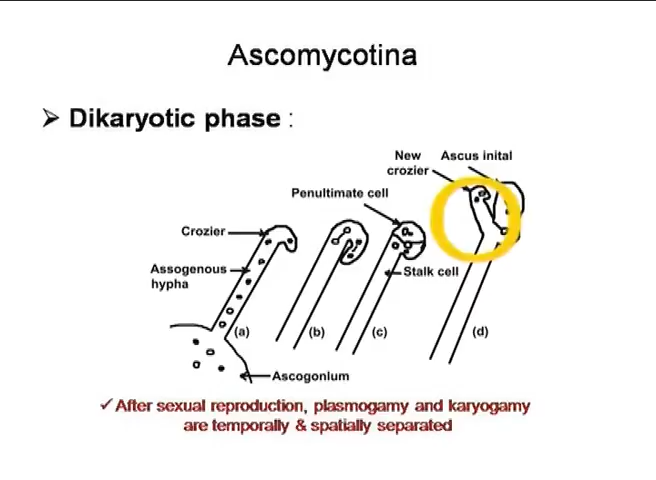 Ascomycotina
➢ Dikaryotic phase :
New crozier
Ascus inital
Penultimate cell
Crozier
Assogenous hypha
Stalk cell
(a)
(b)
(c)
(d)
Ascogonlum
✓ After sexual reproduction, plasmogamy and karyogamy
are temporally & spatially separated